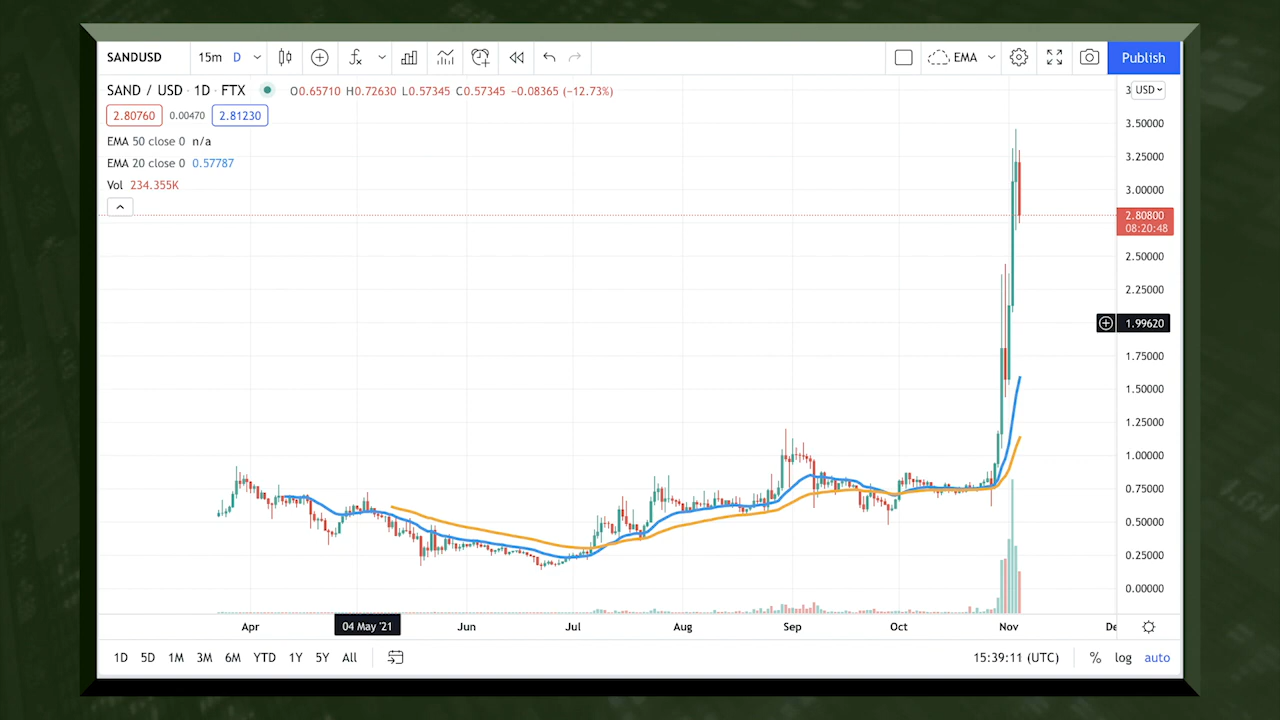 SANDUSD 15m D EMA Publish
SAND / USD · 1D · FTX O0.65710 H0.72630 L0.57345 C0.57345 −0.08365 (−12.73%)
2.80760 0.00470 2.81230
EMA 50 close 0 n/a
EMA 20 close 0 0.57787
Vol 234.355K
3 USD
3.50000
3.25000
3.00000
2.80800
08:20:48
2.50000
2.25000
1.99620
1.75000
1.50000
1.25000
1.00000
0.75000
0.50000
0.25000
0.00000
Apr 04 May '21 Jun Jul Aug Sep Oct Nov De
1D 5D 1M 3M 6M YTD 1Y 5Y All 15:39:11 (UTC) % log auto